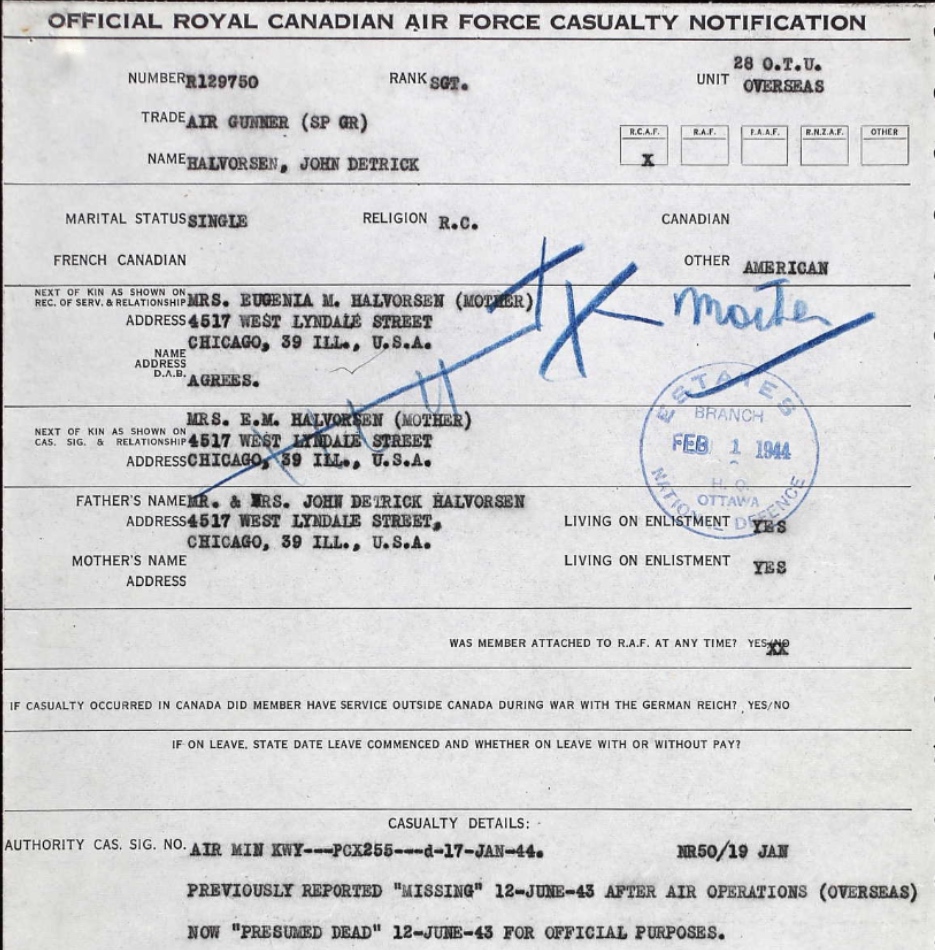 OFFICIAL ROYAL CANADIAN AIR FORCE CASUALTY NOTIFICATION
NUMBER R129750 RANK SGT. UNIT 28 O.T.U. OVERSEAS
TRADE AIR GUNNER (SP GR)
R.C.A.F. R.A.F. F.A.A.F. R.N.Z.A.F. OTHER
X
NAME HALVORSEN, JOHN DETRICK
MARITAL STATUS SINGLE RELIGION R.C. CANADIAN
FRENCH CANADIAN OTHER AMERICAN
NEXT OF KIN AS SHOWN ON
REC. OF SERV. & RELATIONSHIP MRS. EUGENIA M. HALVORSEN (MOTHER)
ADDRESS 4517 WEST LYNDALE STREET
CHICAGO, 39 ILL., U.S.A.
NAME
ADDRESS
D.A.B. AGREES.
MRS. E.M. HALVORSEN (MOTHER)
NEXT OF KIN AS SHOWN ON
CAS. SIG. & RELATIONSHIP 4517 WEST LYNDALE STREET
ADDRESS CHICAGO, 39 ILL., U.S.A.
ESTATES
BRANCH
FEB 1 1944
H. Q.
OTTAWA
NATIONAL DEFENCE
FATHER'S NAME MR. & MRS. JOHN DETRICK HALVORSEN
ADDRESS 4517 WEST LYNDALE STREET, LIVING ON ENLISTMENT YES
CHICAGO, 39 ILL., U.S.A.
MOTHER'S NAME LIVING ON ENLISTMENT YES
ADDRESS
WAS MEMBER ATTACHED TO R.A.F. AT ANY TIME? YES/NO XX
IF CASUALTY OCCURRED IN CANADA DID MEMBER HAVE SERVICE OUTSIDE CANADA DURING WAR WITH THE GERMAN REICH? YES/NO
IF ON LEAVE, STATE DATE LEAVE COMMENCED AND WHETHER ON LEAVE WITH OR WITHOUT PAY?
CASUALTY DETAILS:
AUTHORITY CAS. SIG. NO. AIR MIN KWY---PCX255---d-17-JAN-44. NR50/19 JAN
PREVIOUSLY REPORTED "MISSING" 12-JUNE-43 AFTER AIR OPERATIONS (OVERSEAS)
NOW "PRESUMED DEAD" 12-JUNE-43 FOR OFFICIAL PURPOSES.